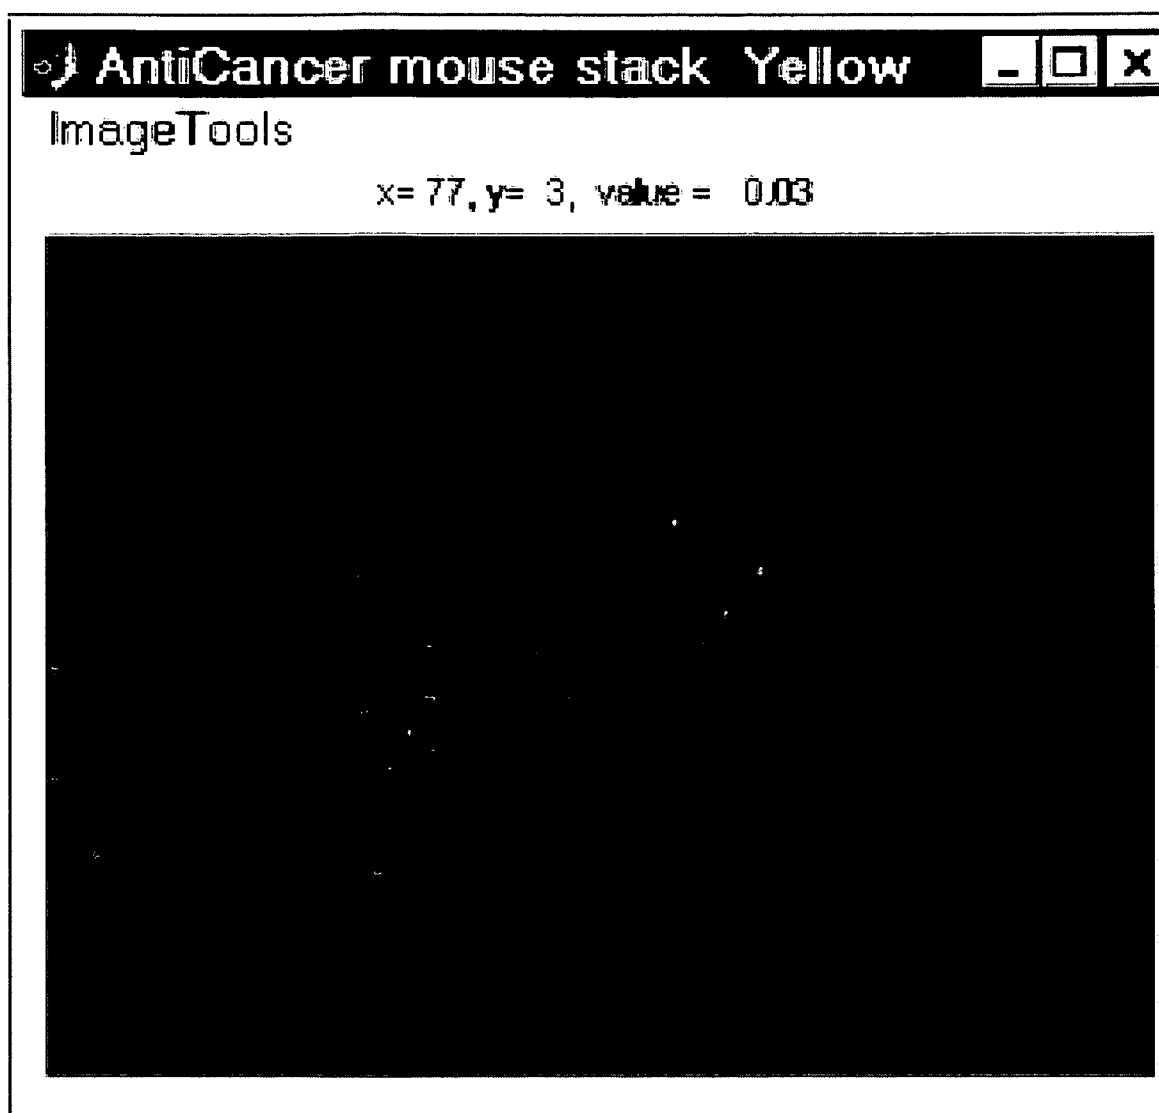 AntiCancer mouse stack Yellow
ImageTools
x= 77, y= 3, value = 0.03